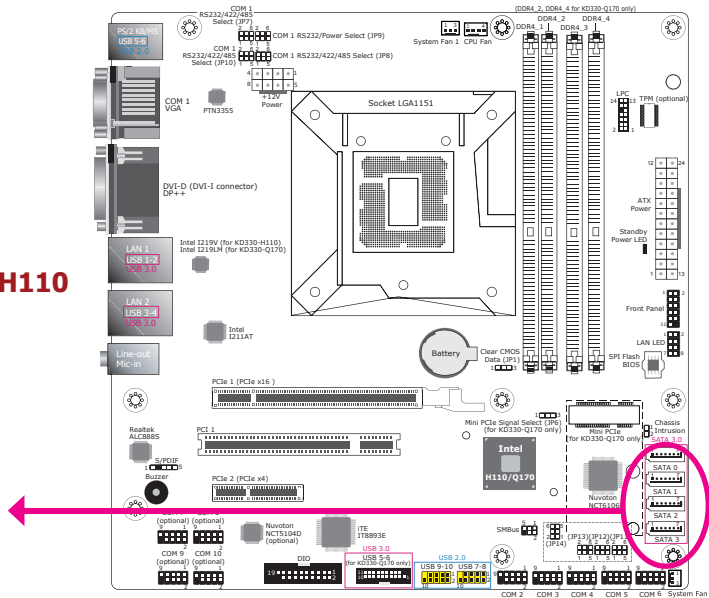 (DDR4_2, DDR4_4 for KD330-Q170 only)
COM 1
RS232/422/485
Select (JP7)
COM 1 RS232/Power Select (JP9)
COM 1
RS232/422/485
Select (JP10)
COM 1 RS232/422/485 Select (JP8)
System Fan 1
CPU Fan
DDR4_1
DDR4_2
DDR4_3
DDR4_4
PS/2 KB/MS
USB 5-6
USB 2.0
+12V
Power
PTN3355
COM 1
VGA
Socket LGA1151
LPC
TPM (optional)
DVI-D (DVI-I connector)
DP++
ATX
Power
Standby
Power LED
LAN 1
USB 1-2
USB 3.0
Intel I219V (for KD330-H110)
Intel I219LM (for KD330-Q170)
H110
LAN 2
USB 3-4
USB 3.0
Intel
I211AT
Front Panel
LAN LED
Line-out
Mic-in
Battery
Clear CMOS
Data (JP1)
SPI Flash
BIOS
PCIe 1 (PCIe x16 )
Mini PCIe Signal Select (JP6)
(for KD330-Q170 only)
Mini PCIe
(for KD330-Q170 only)
Chassis
Intrusion
SATA 3.0
Realtek
ALC888S
PCI 1
Intel
H110/Q170
SATA 0
S/PDIF
Buzzer
PCIe 2 (PCIe x4)
Nuvoton
NCT6106
SATA 1
SATA 2
SATA 3
(optional)
(optional)
Nuvoton
NCT5104D
(optional)
iTE
IT8893E
SMBus
(JP14)
(JP13)
(JP12)
COM 9
(optional)
COM 10
(optional)
DIO
USB 3.0
USB 5-6
(for KD330-Q170 only)
USB 2.0
USB 9-10
USB 7-8
COM 2
COM 3
COM 4
COM 5
COM 6
System Fan